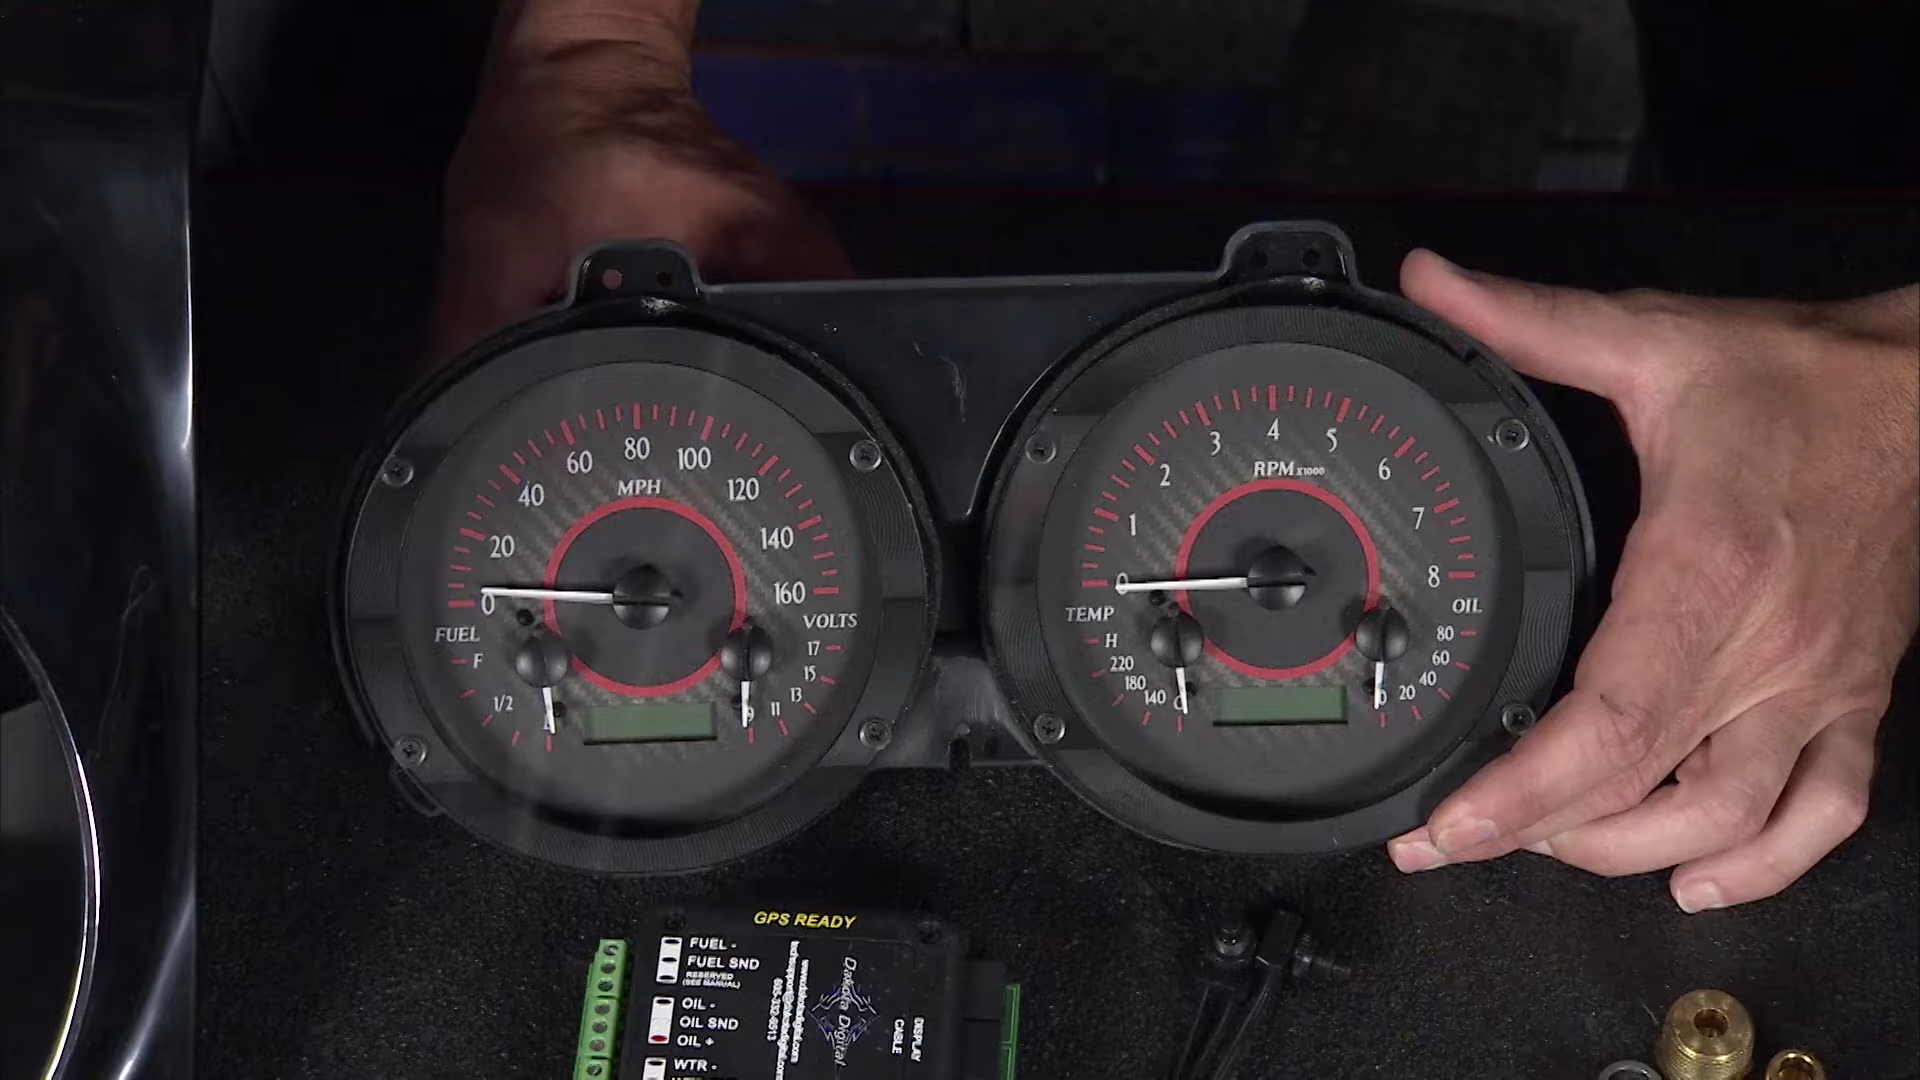 80
60
100
40
120
MPH
20
140
0
160
FUEL
VOLTS
F
17
1/2
15
13
11
9
4
3
5
RPM X1000
2
6
1
7
0
8
TEMP
OIL
H
80
220
60
180
40
140
20
C
0
GPS READY
FUEL -
FUEL SND
RESERVED
(SEE MANUAL)
OIL -
OIL SND
OIL +
WTR -
Dakota Digital
DISPLAY
CABLE